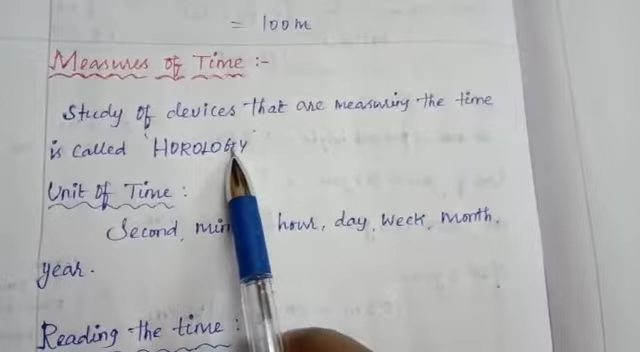 = 100m
Measures of Time :-
Study of devices that are measuring the time
is called 'HOROLOGY'
Unit of Time :
Second, min hour, day, week, month,
year.
Reading the time :